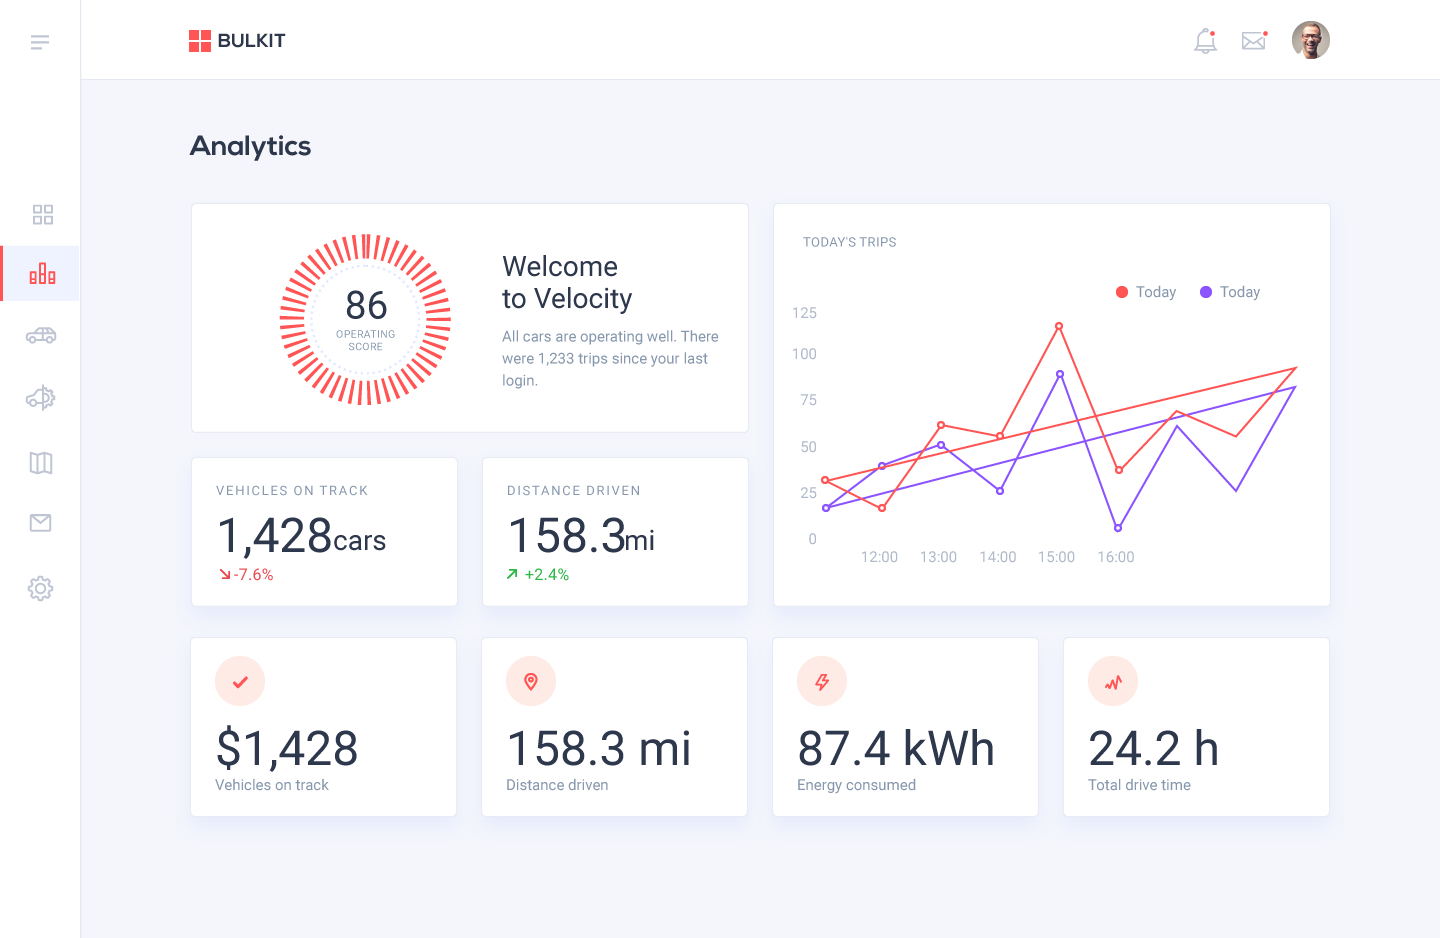 BULKIT
Analytics
86
OPERATING
SCORE
Welcome
to Velocity
All cars are operating well. There
were 1,233 trips since your last
login.
TODAY'S TRIPS
Today
Today
125
100
75
50
25
0
12:00 13:00 14:00 15:00 16:00
VEHICLES ON TRACK
1,428cars
-7.6%
DISTANCE DRIVEN
158.3mi
+2.4%
$1,428
Vehicles on track
158.3 mi
Distance driven
87.4 kWh
Energy consumed
24.2 h
Total drive time